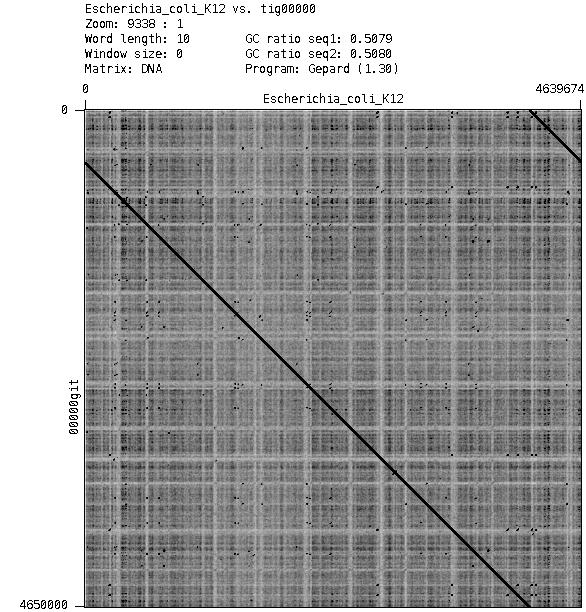 Escherichia_coli_K12 vs. tig00000
Zoom: 9338 : 1
Word length: 10 GC ratio seq1: 0.5079
Window size: 0 GC ratio seq2: 0.5080
Matrix: DNA Program: Gepard (1.30)
0 4639674
Escherichia_coli_K12
0
tig00000
4650000